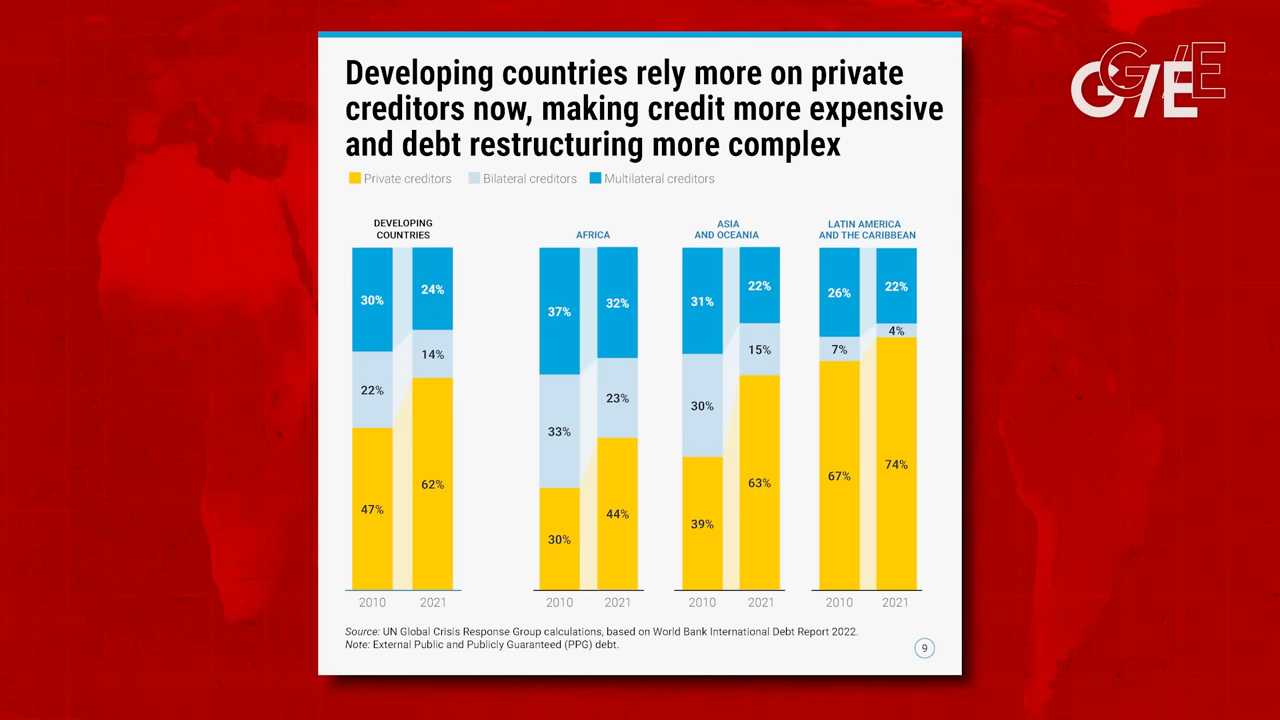 G/E
G/E
Developing countries rely more on private
creditors now, making credit more expensive
and debt restructuring more complex
Private creditors
Bilateral creditors
Multilateral creditors
DEVELOPING
COUNTRIES
AFRICA
ASIA
AND OCEANIA
LATIN AMERICA
AND THE CARIBBEAN
30%
24%
22%
14%
47%
62%
2010
2021
37%
32%
33%
23%
30%
44%
2010
2021
31%
22%
30%
15%
39%
63%
2010
2021
26%
22%
7%
4%
67%
74%
2010
2021
Source: UN Global Crisis Response Group calculations, based on World Bank International Debt Report 2022.
Note: External Public and Publicly Guaranteed (PPG) debt.
9